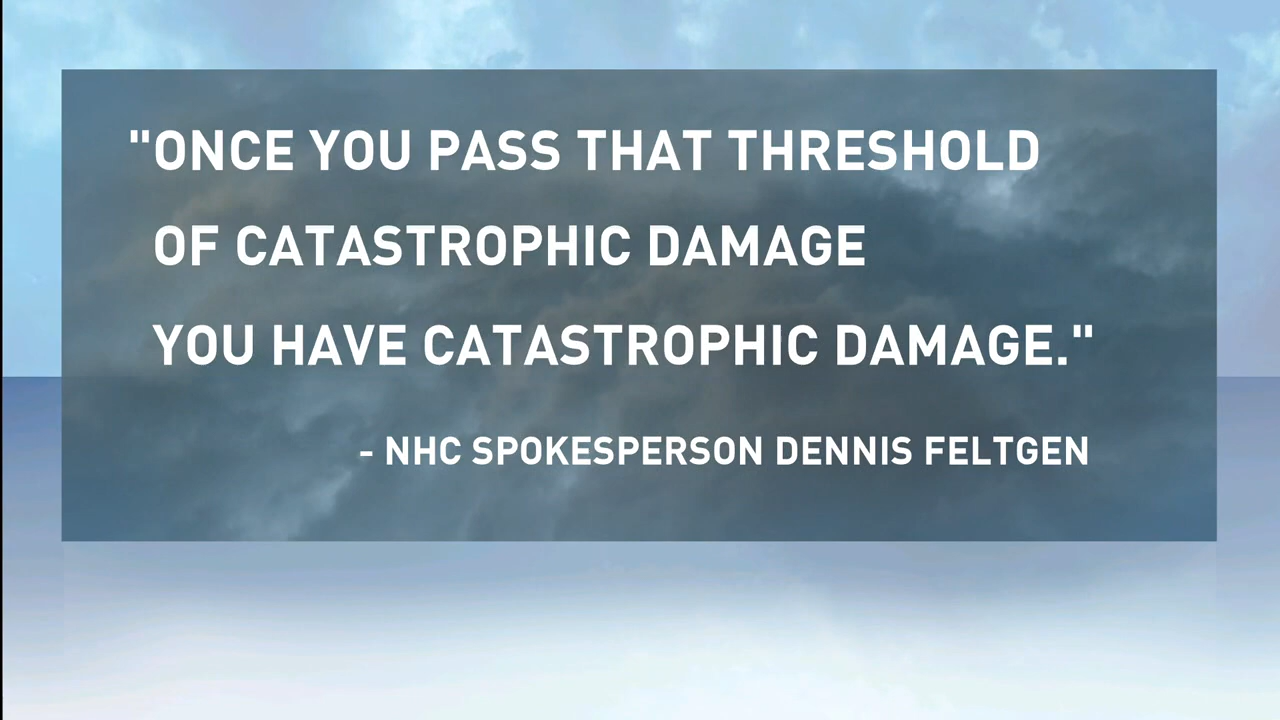 "ONCE YOU PASS THAT THRESHOLD
OF CATASTROPHIC DAMAGE
YOU HAVE CATASTROPHIC DAMAGE."
- NHC SPOKESPERSON DENNIS FELTGEN